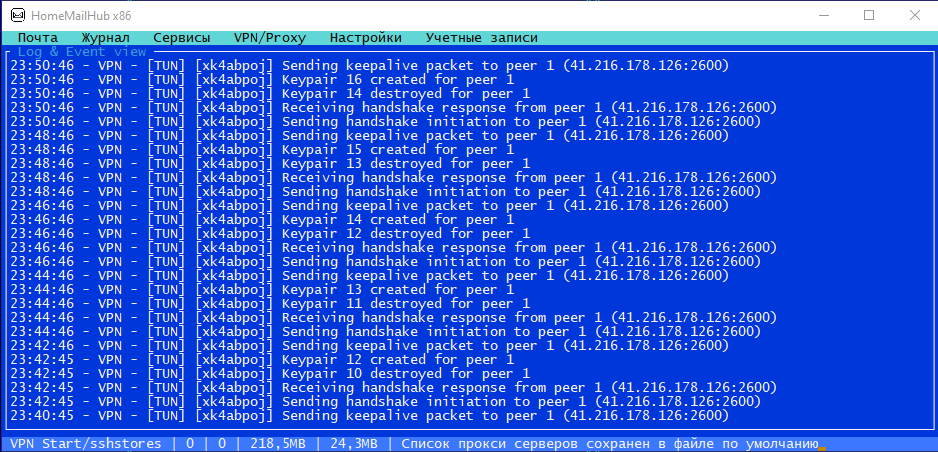 HomeMailHub x86
Почта Журнал Сервисы VPN/Proxy Настройки Учетные записи
Log & Event view
23:50:46 - VPN - [TUN] [xk4abpoj] Sending keepalive packet to peer 1 (41.216.178.126:2600)
23:50:46 - VPN - [TUN] [xk4abpoj] Keypair 16 created for peer 1
23:50:46 - VPN - [TUN] [xk4abpoj] Keypair 14 destroyed for peer 1
23:50:46 - VPN - [TUN] [xk4abpoj] Receiving handshake response from peer 1 (41.216.178.126:2600)
23:50:46 - VPN - [TUN] [xk4abpoj] Sending handshake initiation to peer 1 (41.216.178.126:2600)
23:48:46 - VPN - [TUN] [xk4abpoj] Sending keepalive packet to peer 1 (41.216.178.126:2600)
23:48:46 - VPN - [TUN] [xk4abpoj] Keypair 15 created for peer 1
23:48:46 - VPN - [TUN] [xk4abpoj] Keypair 13 destroyed for peer 1
23:48:46 - VPN - [TUN] [xk4abpoj] Receiving handshake response from peer 1 (41.216.178.126:2600)
23:48:46 - VPN - [TUN] [xk4abpoj] Sending handshake initiation to peer 1 (41.216.178.126:2600)
23:46:46 - VPN - [TUN] [xk4abpoj] Sending keepalive packet to peer 1 (41.216.178.126:2600)
23:46:46 - VPN - [TUN] [xk4abpoj] Keypair 14 created for peer 1
23:46:46 - VPN - [TUN] [xk4abpoj] Keypair 12 destroyed for peer 1
23:46:46 - VPN - [TUN] [xk4abpoj] Receiving handshake response from peer 1 (41.216.178.126:2600)
23:46:46 - VPN - [TUN] [xk4abpoj] Sending handshake initiation to peer 1 (41.216.178.126:2600)
23:44:46 - VPN - [TUN] [xk4abpoj] Sending keepalive packet to peer 1 (41.216.178.126:2600)
23:44:46 - VPN - [TUN] [xk4abpoj] Keypair 13 created for peer 1
23:44:46 - VPN - [TUN] [xk4abpoj] Keypair 11 destroyed for peer 1
23:44:46 - VPN - [TUN] [xk4abpoj] Receiving handshake response from peer 1 (41.216.178.126:2600)
23:44:46 - VPN - [TUN] [xk4abpoj] Sending handshake initiation to peer 1 (41.216.178.126:2600)
23:42:46 - VPN - [TUN] [xk4abpoj] Sending keepalive packet to peer 1 (41.216.178.126:2600)
23:42:45 - VPN - [TUN] [xk4abpoj] Keypair 12 created for peer 1
23:42:45 - VPN - [TUN] [xk4abpoj] Keypair 10 destroyed for peer 1
23:42:45 - VPN - [TUN] [xk4abpoj] Receiving handshake response from peer 1 (41.216.178.126:2600)
23:42:45 - VPN - [TUN] [xk4abpoj] Sending handshake initiation to peer 1 (41.216.178.126:2600)
23:40:45 - VPN - [TUN] [xk4abpoj] Sending keepalive packet to peer 1 (41.216.178.126:2600)
VPN Start/sshstores | 0 | 0 | 218,5MB | 24,3MB | Список прокси серверов сохранен в файле по умолчанию